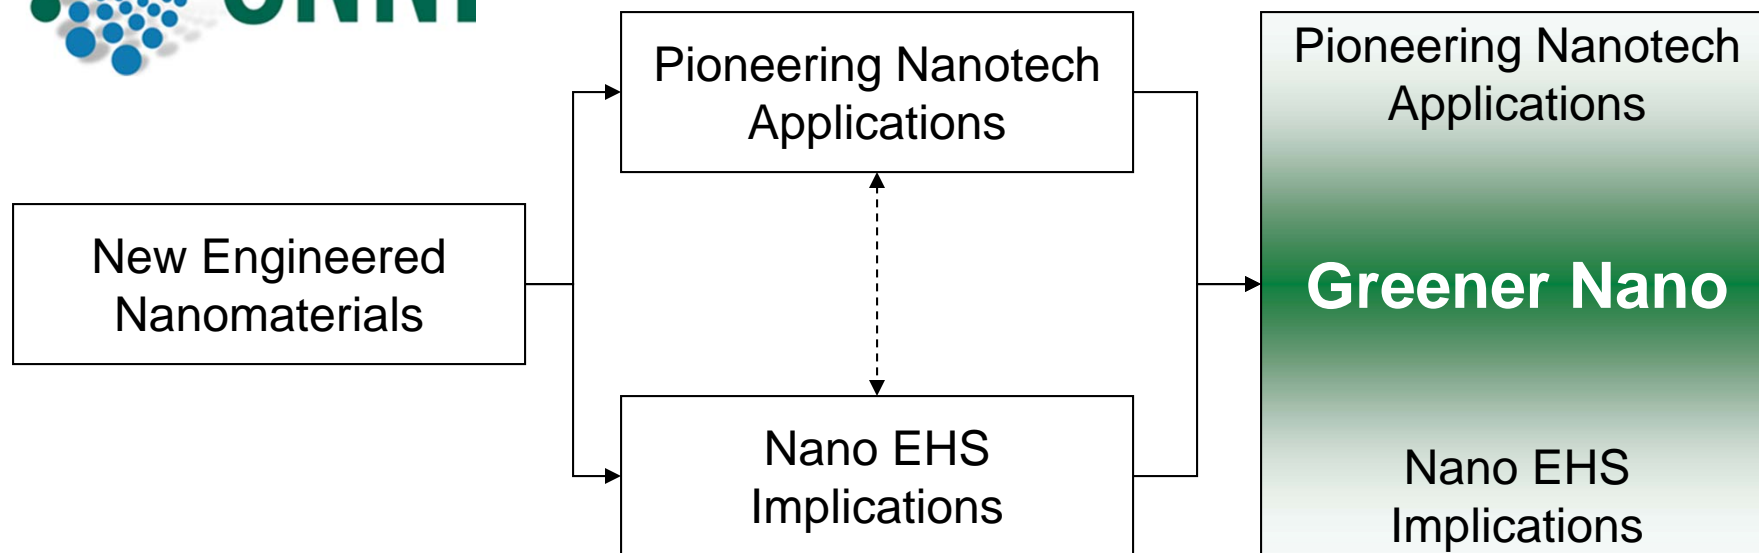 Pioneering Nanotech
Applications
Pioneering Nanotech
Applications
New Engineered
Nanomaterials
Greener Nano
Nano EHS
Implications
Nano EHS
Implications